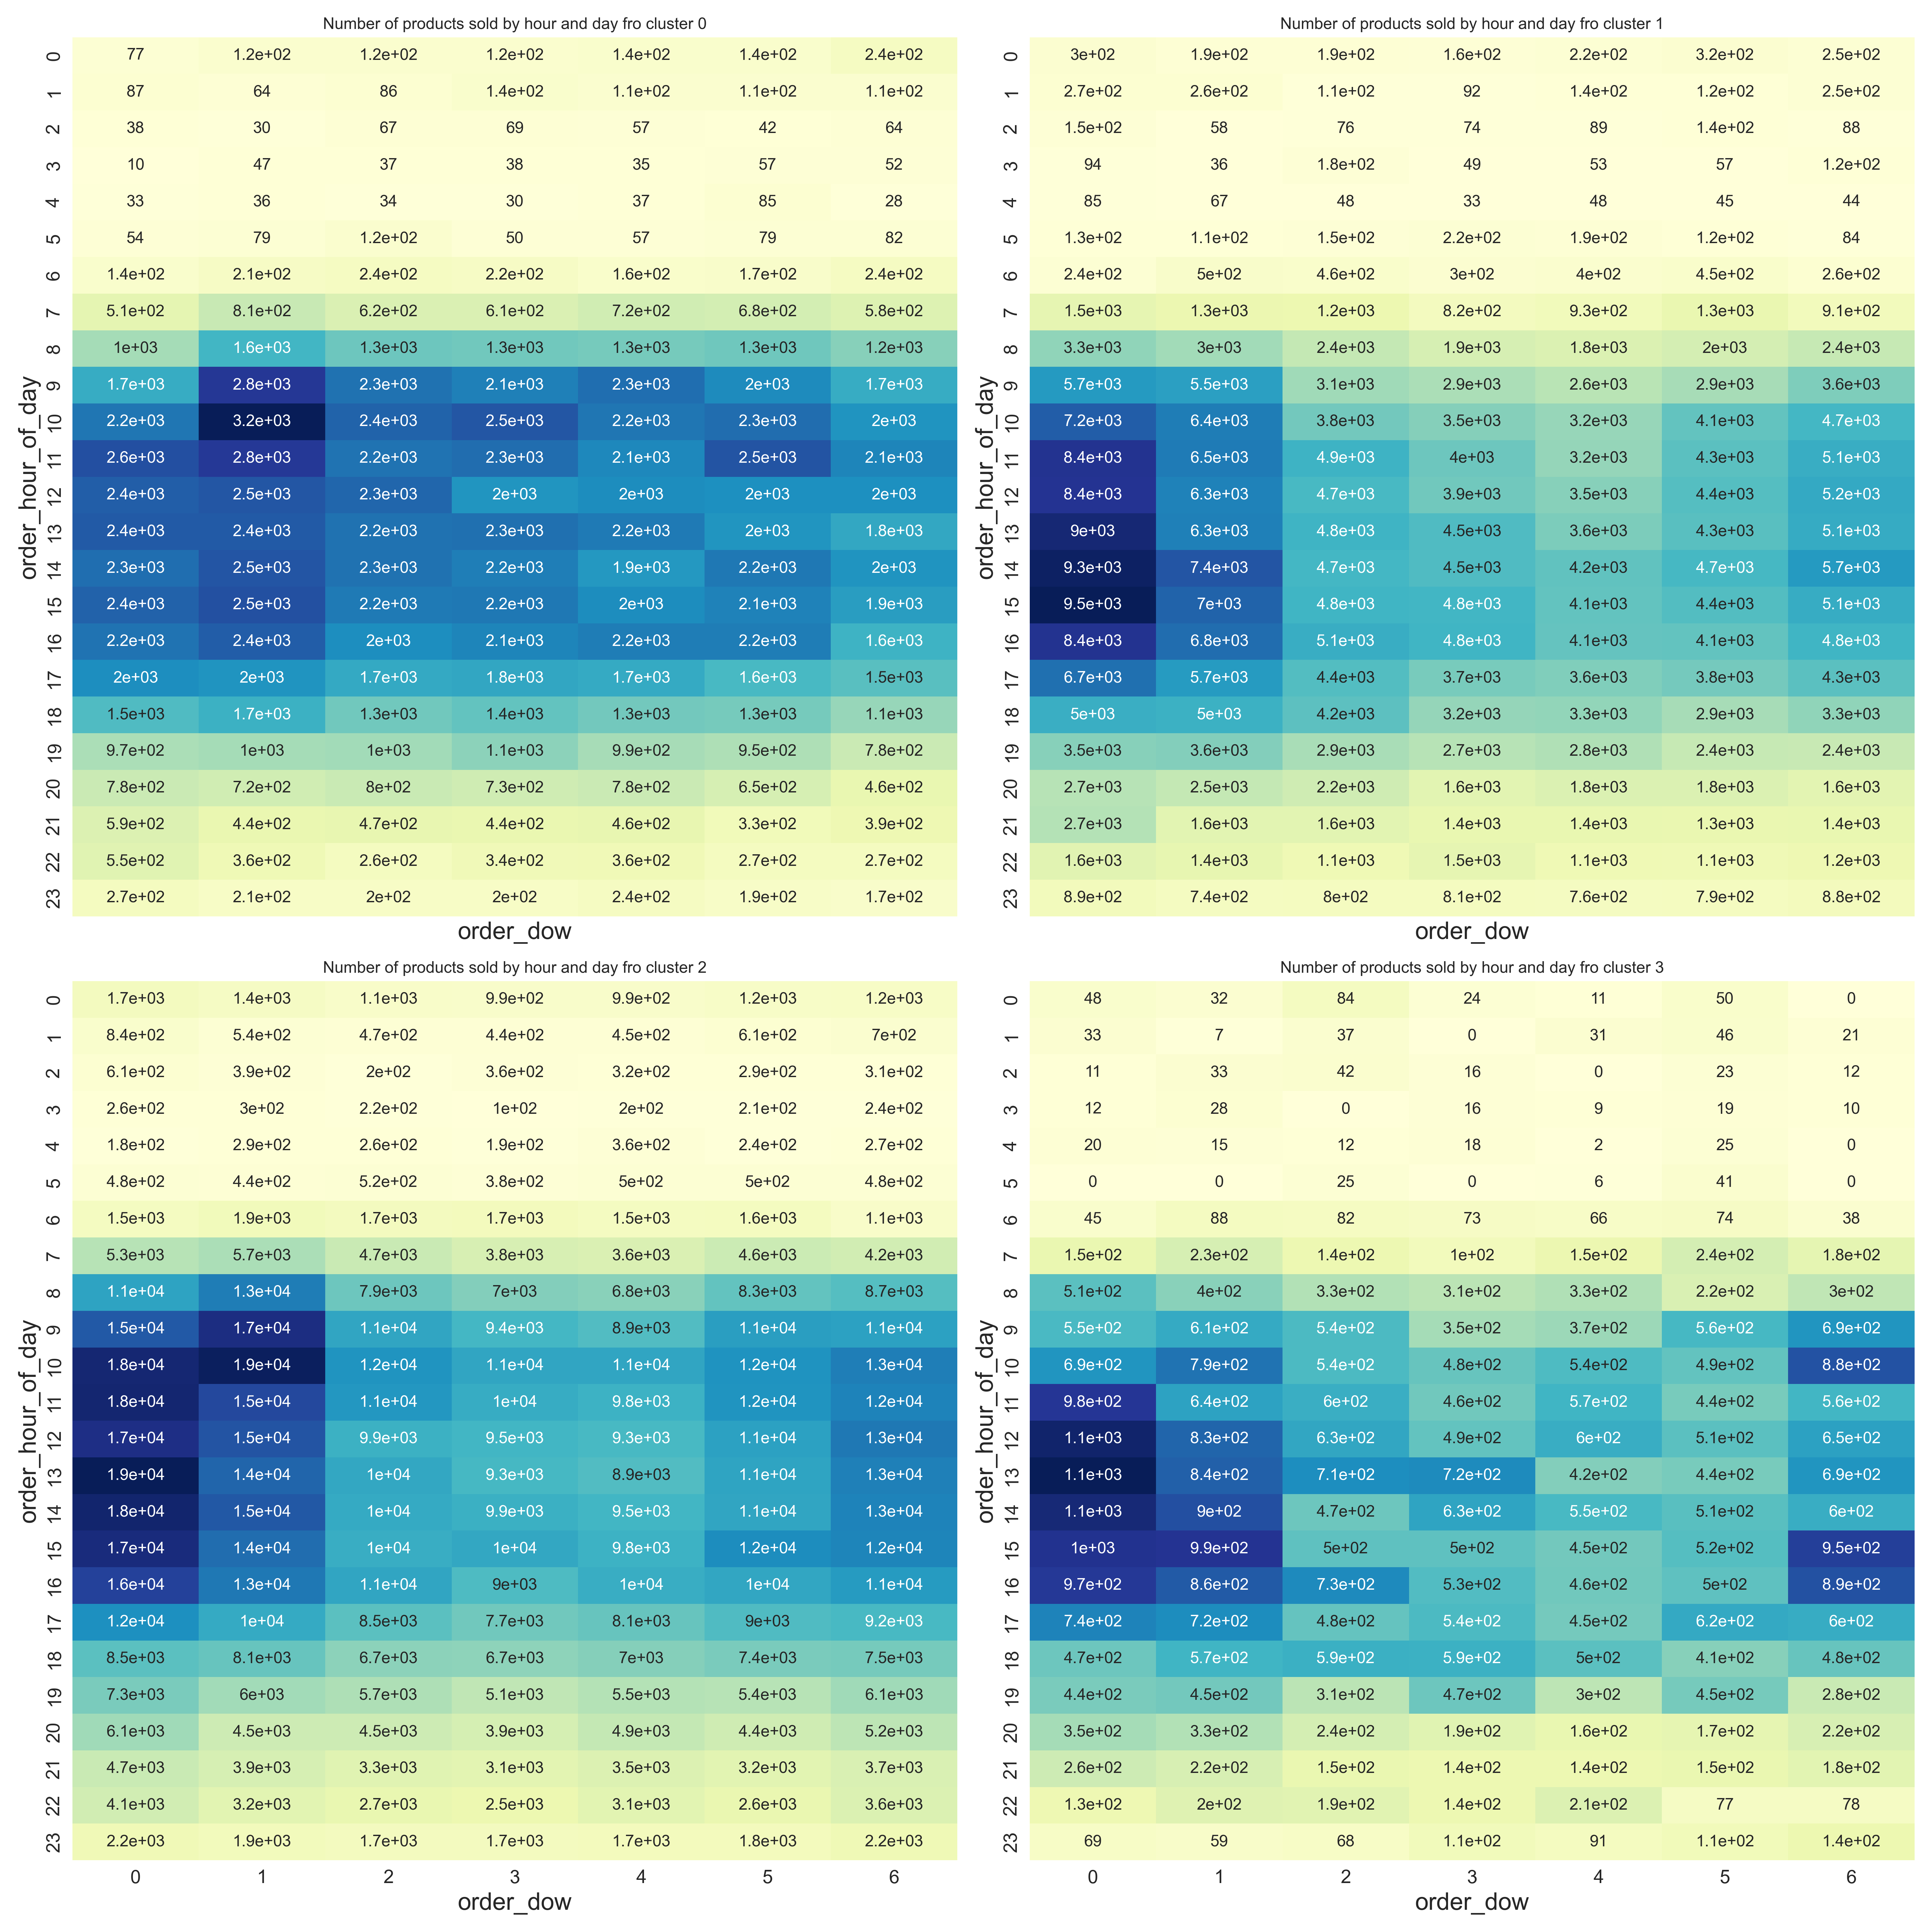 Number of products sold by hour and day fro cluster 0
order_hour_of_day
0 77 1.2e+02 1.2e+02 1.2e+02 1.4e+02 1.4e+02 2.4e+02
1 87 64 86 1.4e+02 1.1e+02 1.1e+02 1.1e+02
2 38 30 67 69 57 42 64
3 10 47 37 38 35 57 52
4 33 36 34 30 37 85 28
5 54 79 1.2e+02 50 57 79 82
6 1.4e+02 2.1e+02 2.4e+02 2.2e+02 1.6e+02 1.7e+02 2.4e+02
7 5.1e+02 8.1e+02 6.2e+02 6.1e+02 7.2e+02 6.8e+02 5.8e+02
8 1e+03 1.6e+03 1.3e+03 1.3e+03 1.3e+03 1.3e+03 1.2e+03
9 1.7e+03 2.8e+03 2.3e+03 2.1e+03 2.3e+03 2e+03 1.7e+03
10 2.2e+03 3.2e+03 2.4e+03 2.5e+03 2.2e+03 2.3e+03 2e+03
11 2.6e+03 2.8e+03 2.2e+03 2.3e+03 2.1e+03 2.5e+03 2.1e+03
12 2.4e+03 2.5e+03 2.3e+03 2e+03 2e+03 2e+03 2e+03
13 2.4e+03 2.4e+03 2.2e+03 2.3e+03 2.2e+03 2e+03 1.8e+03
14 2.3e+03 2.5e+03 2.3e+03 2.2e+03 1.9e+03 2.2e+03 2e+03
15 2.4e+03 2.5e+03 2.2e+03 2.2e+03 2e+03 2.1e+03 1.9e+03
16 2.2e+03 2.4e+03 2e+03 2.1e+03 2.2e+03 2.2e+03 1.6e+03
17 2e+03 2e+03 1.7e+03 1.8e+03 1.7e+03 1.6e+03 1.5e+03
18 1.5e+03 1.7e+03 1.3e+03 1.4e+03 1.3e+03 1.3e+03 1.1e+03
19 9.7e+02 1e+03 1e+03 1.1e+03 9.9e+02 9.5e+02 7.8e+02
20 7.8e+02 7.2e+02 8e+02 7.3e+02 7.8e+02 6.5e+02 4.6e+02
21 5.9e+02 4.4e+02 4.7e+02 4.4e+02 4.6e+02 3.3e+02 3.9e+02
22 5.5e+02 3.6e+02 2.6e+02 3.4e+02 3.6e+02 2.7e+02 2.7e+02
23 2.7e+02 2.1e+02 2e+02 2e+02 2.4e+02 1.9e+02 1.7e+02
order_dow
Number of products sold by hour and day fro cluster 1
order_hour_of_day
0 3e+02 1.9e+02 1.9e+02 1.6e+02 2.2e+02 3.2e+02 2.5e+02
1 2.7e+02 2.6e+02 1.1e+02 92 1.4e+02 1.2e+02 2.5e+02
2 1.5e+02 58 76 74 89 1.4e+02 88
3 94 36 1.8e+02 49 53 57 1.2e+02
4 85 67 48 33 48 45 44
5 1.3e+02 1.1e+02 1.5e+02 2.2e+02 1.9e+02 1.2e+02 84
6 2.4e+02 5e+02 4.6e+02 3e+02 4e+02 4.5e+02 2.6e+02
7 1.5e+03 1.3e+03 1.2e+03 8.2e+02 9.3e+02 1.3e+03 9.1e+02
8 3.3e+03 3e+03 2.4e+03 1.9e+03 1.8e+03 2e+03 2.4e+03
9 5.7e+03 5.5e+03 3.1e+03 2.9e+03 2.6e+03 2.9e+03 3.6e+03
10 7.2e+03 6.4e+03 3.8e+03 3.5e+03 3.2e+03 4.1e+03 4.7e+03
11 8.4e+03 6.5e+03 4.9e+03 4e+03 3.2e+03 4.3e+03 5.1e+03
12 8.4e+03 6.3e+03 4.7e+03 3.9e+03 3.5e+03 4.4e+03 5.2e+03
13 9e+03 6.3e+03 4.8e+03 4.5e+03 3.6e+03 4.3e+03 5.1e+03
14 9.3e+03 7.4e+03 4.7e+03 4.5e+03 4.2e+03 4.7e+03 5.7e+03
15 9.5e+03 7e+03 4.8e+03 4.8e+03 4.1e+03 4.4e+03 5.1e+03
16 8.4e+03 6.8e+03 5.1e+03 4.8e+03 4.1e+03 4.1e+03 4.8e+03
17 6.7e+03 5.7e+03 4.4e+03 3.7e+03 3.6e+03 3.8e+03 4.3e+03
18 5e+03 5e+03 4.2e+03 3.2e+03 3.3e+03 2.9e+03 3.3e+03
19 3.5e+03 3.6e+03 2.9e+03 2.7e+03 2.8e+03 2.4e+03 2.4e+03
20 2.7e+03 2.5e+03 2.2e+03 1.6e+03 1.8e+03 1.8e+03 1.6e+03
21 2.7e+03 1.6e+03 1.6e+03 1.4e+03 1.4e+03 1.3e+03 1.4e+03
22 1.6e+03 1.4e+03 1.1e+03 1.5e+03 1.1e+03 1.1e+03 1.2e+03
23 8.9e+02 7.4e+02 8e+02 8.1e+02 7.6e+02 7.9e+02 8.8e+02
order_dow
Number of products sold by hour and day fro cluster 2
order_hour_of_day
0 1.7e+03 1.4e+03 1.1e+03 9.9e+02 9.9e+02 1.2e+03 1.2e+03
1 8.4e+02 5.4e+02 4.7e+02 4.4e+02 4.5e+02 6.1e+02 7e+02
2 6.1e+02 3.9e+02 2e+02 3.6e+02 3.2e+02 2.9e+02 3.1e+02
3 2.6e+02 3e+02 2.2e+02 1e+02 2e+02 2.1e+02 2.4e+02
4 1.8e+02 2.9e+02 2.6e+02 1.9e+02 3.6e+02 2.4e+02 2.7e+02
5 4.8e+02 4.4e+02 5.2e+02 3.8e+02 5e+02 5e+02 4.8e+02
6 1.5e+03 1.9e+03 1.7e+03 1.7e+03 1.5e+03 1.6e+03 1.1e+03
7 5.3e+03 5.7e+03 4.7e+03 3.8e+03 3.6e+03 4.6e+03 4.2e+03
8 1.1e+04 1.3e+04 7.9e+03 7e+03 6.8e+03 8.3e+03 8.7e+03
9 1.5e+04 1.7e+04 1.1e+04 9.4e+03 8.9e+03 1.1e+04 1.1e+04
10 1.8e+04 1.9e+04 1.2e+04 1.1e+04 1.1e+04 1.2e+04 1.3e+04
11 1.8e+04 1.5e+04 1.1e+04 1e+04 9.8e+03 1.2e+04 1.2e+04
12 1.7e+04 1.5e+04 9.9e+03 9.5e+03 9.3e+03 1.1e+04 1.3e+04
13 1.9e+04 1.4e+04 1e+04 9.3e+03 8.9e+03 1.1e+04 1.3e+04
14 1.8e+04 1.5e+04 1e+04 9.9e+03 9.5e+03 1.1e+04 1.3e+04
15 1.7e+04 1.4e+04 1e+04 1e+04 9.8e+03 1.2e+04 1.2e+04
16 1.6e+04 1.3e+04 1.1e+04 9e+03 1e+04 1e+04 1.1e+04
17 1.2e+04 1e+04 8.5e+03 7.7e+03 8.1e+03 9e+03 9.2e+03
18 8.5e+03 8.1e+03 6.7e+03 6.7e+03 7e+03 7.4e+03 7.5e+03
19 7.3e+03 6e+03 5.7e+03 5.1e+03 5.5e+03 5.4e+03 6.1e+03
20 6.1e+03 4.5e+03 4.5e+03 3.9e+03 4.9e+03 4.4e+03 5.2e+03
21 4.7e+03 3.9e+03 3.3e+03 3.1e+03 3.5e+03 3.2e+03 3.7e+03
22 4.1e+03 3.2e+03 2.7e+03 2.5e+03 3.1e+03 2.6e+03 3.6e+03
23 2.2e+03 1.9e+03 1.7e+03 1.7e+03 1.7e+03 1.8e+03 2.2e+03
0 1 2 3 4 5 6
order_dow
Number of products sold by hour and day fro cluster 3
order_hour_of_day
0 48 32 84 24 11 50 0
1 33 7 37 0 31 46 21
2 11 33 42 16 0 23 12
3 12 28 0 16 9 19 10
4 20 15 12 18 2 25 0
5 0 0 25 0 6 41 0
6 45 88 82 73 66 74 38
7 1.5e+02 2.3e+02 1.4e+02 1e+02 1.5e+02 2.4e+02 1.8e+02
8 5.1e+02 4e+02 3.3e+02 3.1e+02 3.3e+02 2.2e+02 3e+02
9 5.5e+02 6.1e+02 5.4e+02 3.5e+02 3.7e+02 5.6e+02 6.9e+02
10 6.9e+02 7.9e+02 5.4e+02 4.8e+02 5.4e+02 4.9e+02 8.8e+02
11 9.8e+02 6.4e+02 6e+02 4.6e+02 5.7e+02 4.4e+02 5.6e+02
12 1.1e+03 8.3e+02 6.3e+02 4.9e+02 6e+02 5.1e+02 6.5e+02
13 1.1e+03 8.4e+02 7.1e+02 7.2e+02 4.2e+02 4.4e+02 6.9e+02
14 1.1e+03 9e+02 4.7e+02 6.3e+02 5.5e+02 5.1e+02 6e+02
15 1e+03 9.9e+02 5e+02 5e+02 4.5e+02 5.2e+02 9.5e+02
16 9.7e+02 8.6e+02 7.3e+02 5.3e+02 4.6e+02 5e+02 8.9e+02
17 7.4e+02 7.2e+02 4.8e+02 5.4e+02 4.5e+02 6.2e+02 6e+02
18 4.7e+02 5.7e+02 5.9e+02 5.9e+02 5e+02 4.1e+02 4.8e+02
19 4.4e+02 4.5e+02 3.1e+02 4.7e+02 3e+02 4.5e+02 2.8e+02
20 3.5e+02 3.3e+02 2.4e+02 1.9e+02 1.6e+02 1.7e+02 2.2e+02
21 2.6e+02 2.2e+02 1.5e+02 1.4e+02 1.4e+02 1.5e+02 1.8e+02
22 1.3e+02 2e+02 1.9e+02 1.4e+02 2.1e+02 77 78
23 69 59 68 1.1e+02 91 1.1e+02 1.4e+02
0 1 2 3 4 5 6
order_dow